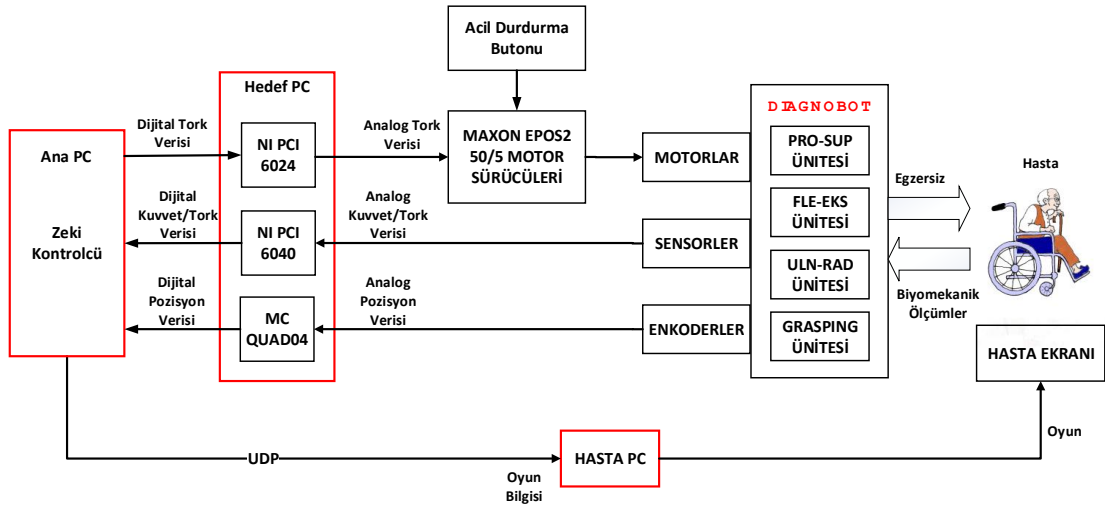 Acil Durdurma
Butonu
Hedef PC
DIAGNOBOT
Dijital Tork
Verisi
NI PCI
6024
Analog Tork
Verisi
MAXON EPOS2
50/5 MOTOR
SÜRÜCÜLERİ
MOTORLAR
PRO-SUP
ÜNITESİ
Ana PC
Zeki
Kontrolcü
Dijital
Kuvvet/Tork
Verisi
NI PCI
6040
Analog
Kuvvet/Tork
Verisi
SENSORLER
FLE-EKS
ÜNİTESİ
Egzersiz
Hasta
Dijital
Pozisyon
Verisi
MC
QUAD04
Analog
Pozisyon
Verisi
ENKODERLER
ULN-RAD
ÜNİTESİ
GRASPING
ÜNİTESİ
Biyomekanik
Ölçümler
HASTA EKRANI
Oyun
UDP
Oyun
Bilgisi
HASTA PC